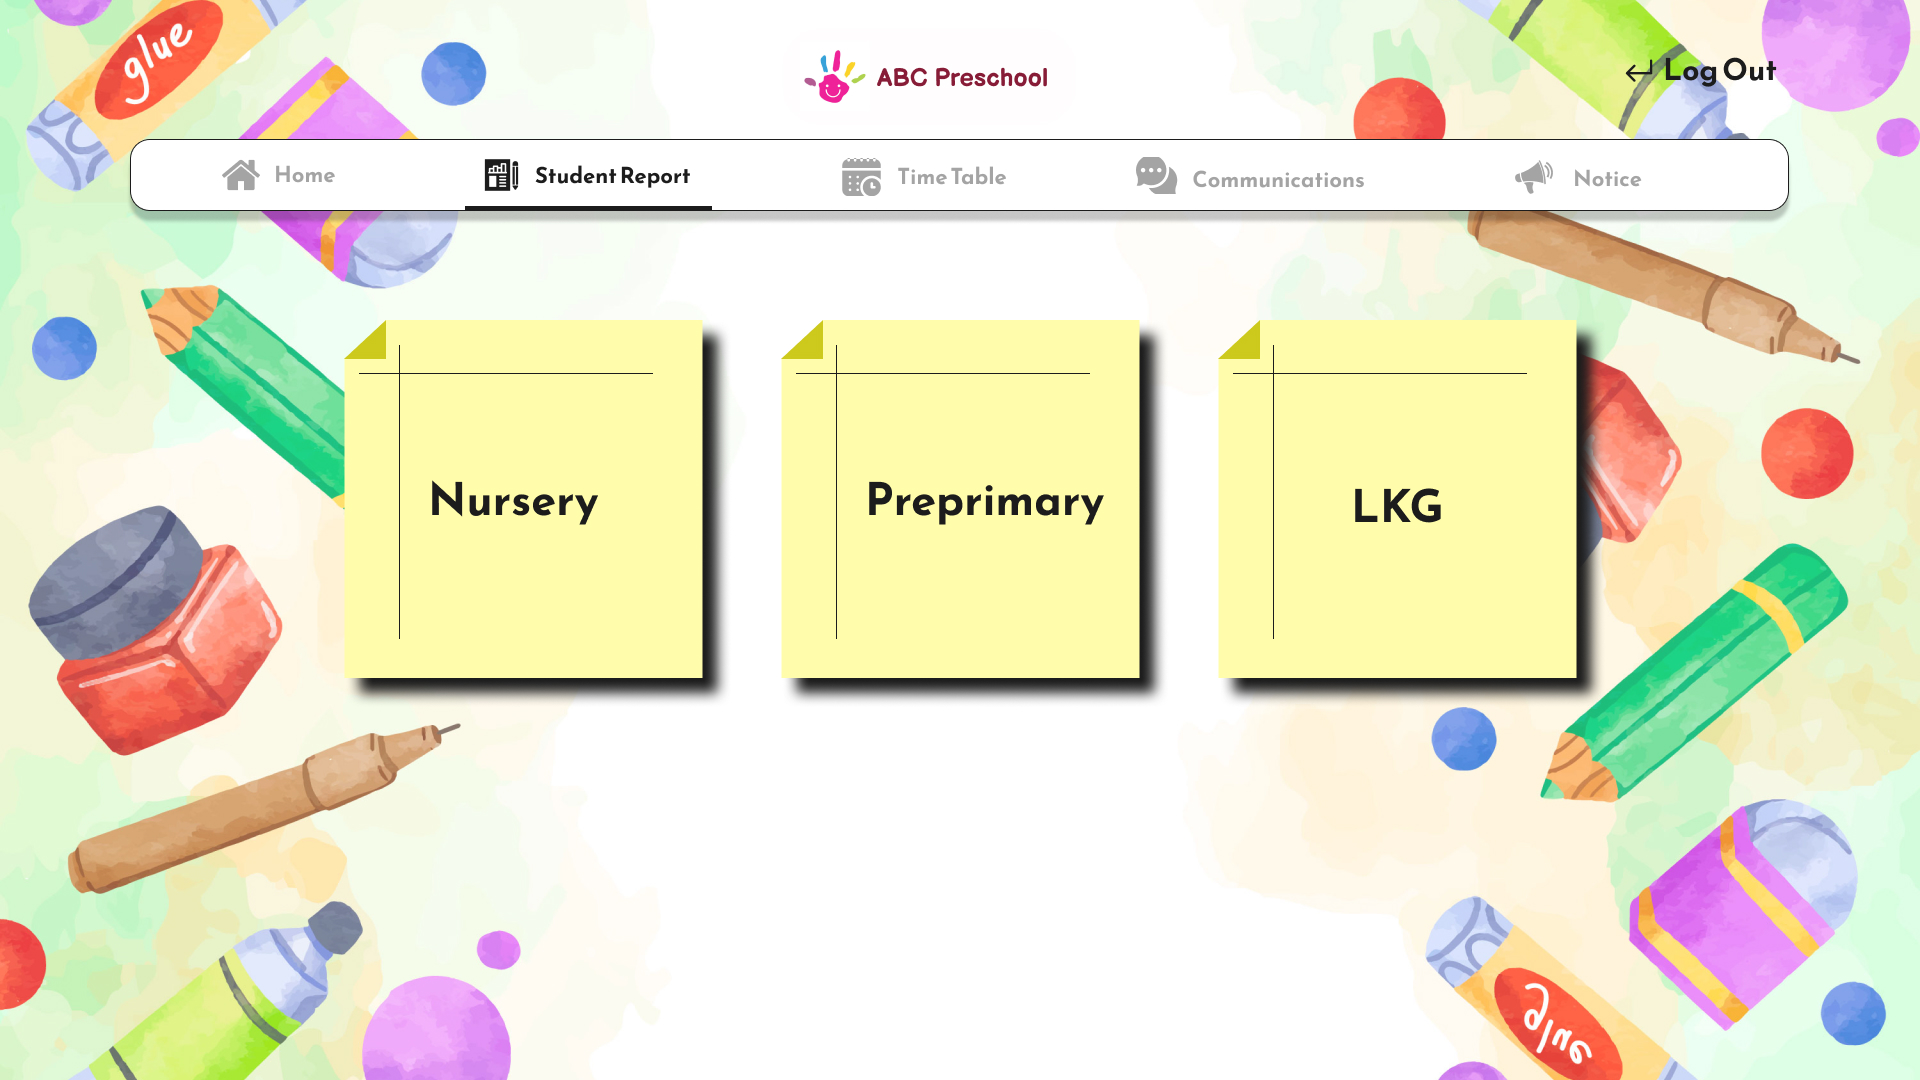 glue
ABC Preschool
Log Out
Home
Student Report
Time Table
Communications
Notice
Nursery
Preprimary
LKG
glue